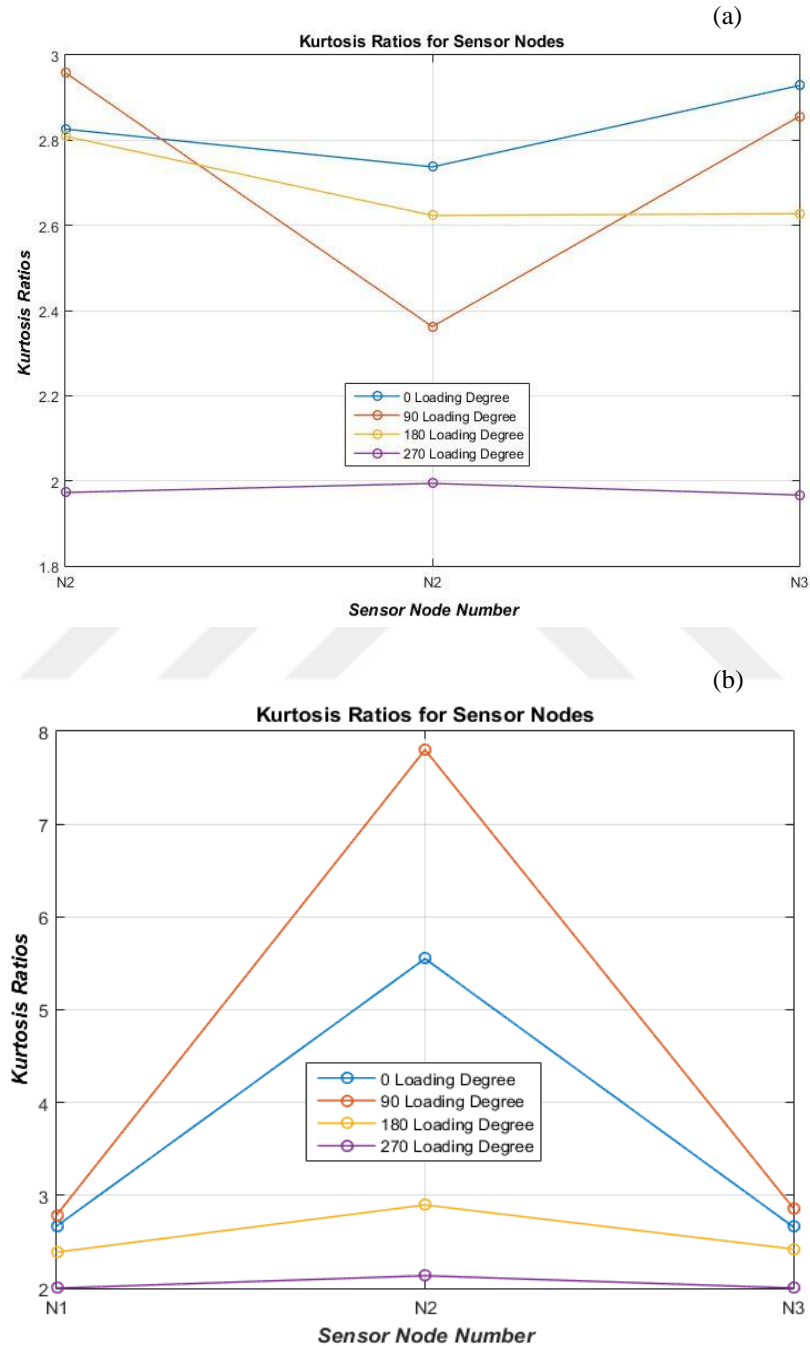 (a)
Kurtosis Ratios for Sensor Nodes
3
2.8
2.6
2.4
2.2
2
1.8
Kurtosis Ratios
0 Loading Degree
90 Loading Degree
180 Loading Degree
270 Loading Degree
N2 N2 N3
Sensor Node Number
(b)
Kurtosis Ratios for Sensor Nodes
8
7
6
5
4
3
2
Kurtosis Ratios
0 Loading Degree
90 Loading Degree
180 Loading Degree
270 Loading Degree
N1 N2 N3
Sensor Node Number